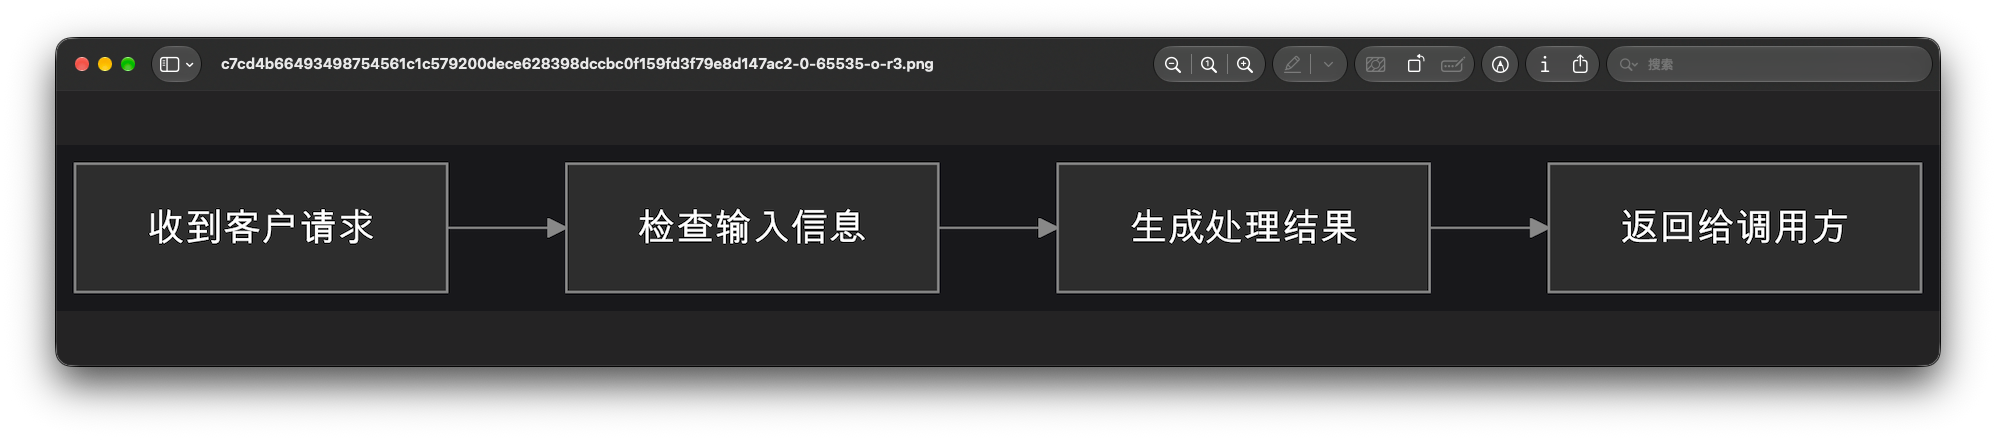 c7cd4b66493498754561c1c579200dece628398dccbc0f159fd3f79e8d147ac2-0-65535-o-r3.png
搜索
收到客户请求
检查输入信息
生成处理结果
返回给调用方